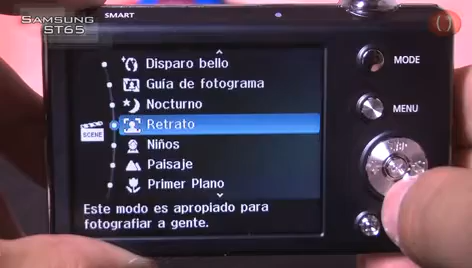 SAMSUNG
ST65
SMART
Disparo bello
Guía de fotograma
Nocturno
SCENE
Retrato
Niños
Paisaje
Primer Plano
Este modo es apropiado para
fotografiar a gente.
MODE
MENU